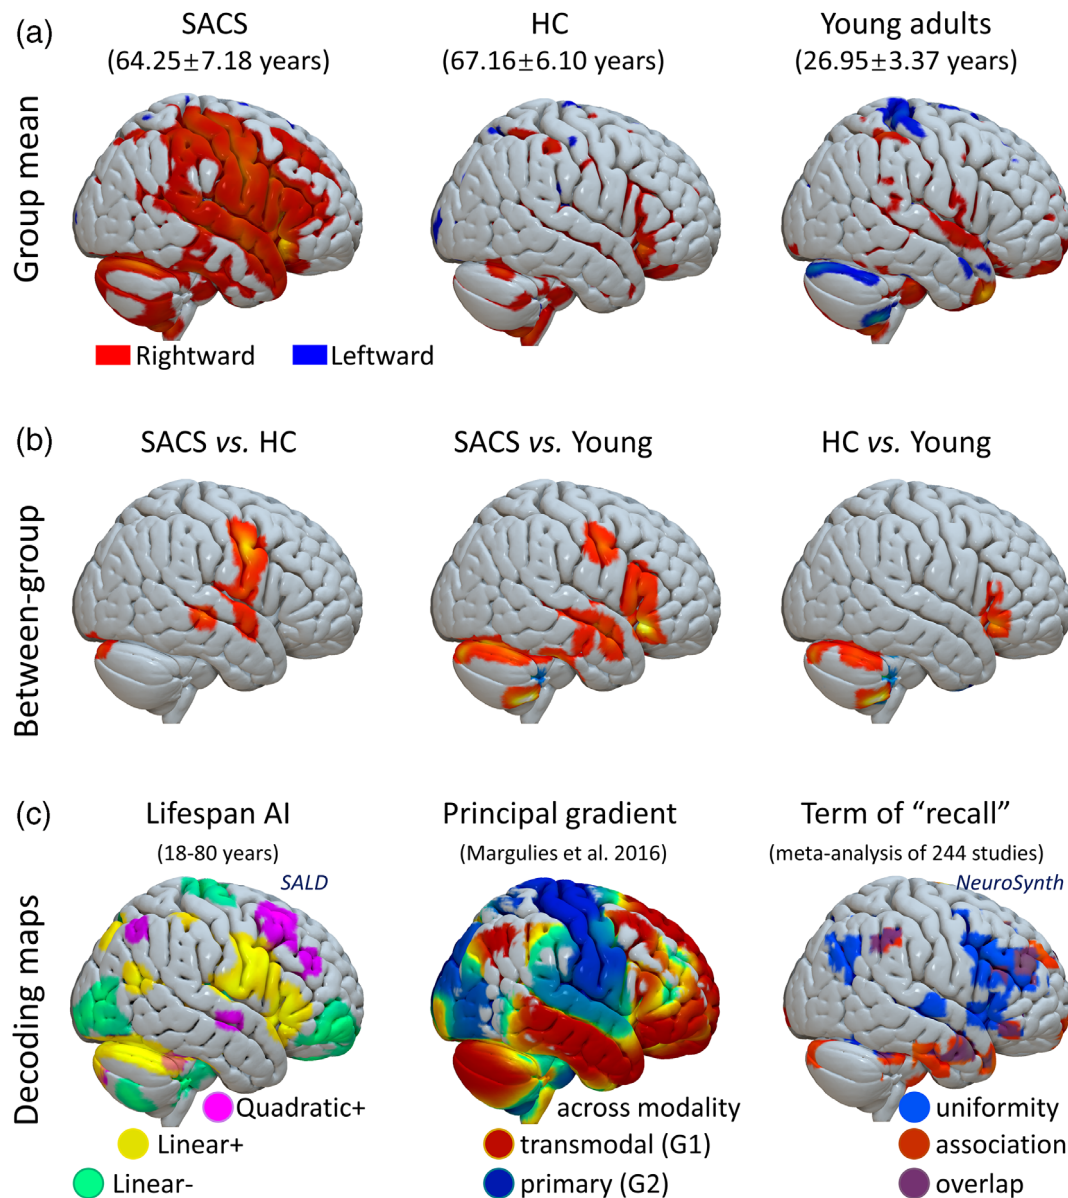 (a)
SACS
HC
Young adults
(64.25±7.18 years)
(67.16±6.10 years)
(26.95±3.37 years)
Group mean
Rightward
Leftward
(b)
SACS vs. HC
SACS vs. Young
HC vs. Young
Between-group
(c)
Lifespan AI
Principal gradient
Term of “recall”
(18-80 years)
(Margulies et al. 2016)
(meta-analysis of 244 studies)
SALD
NeuroSynth
Decoding maps
Quadratic+
across modality
uniformity
Linear+
transmodal (G1)
association
Linear-
primary (G2)
overlap